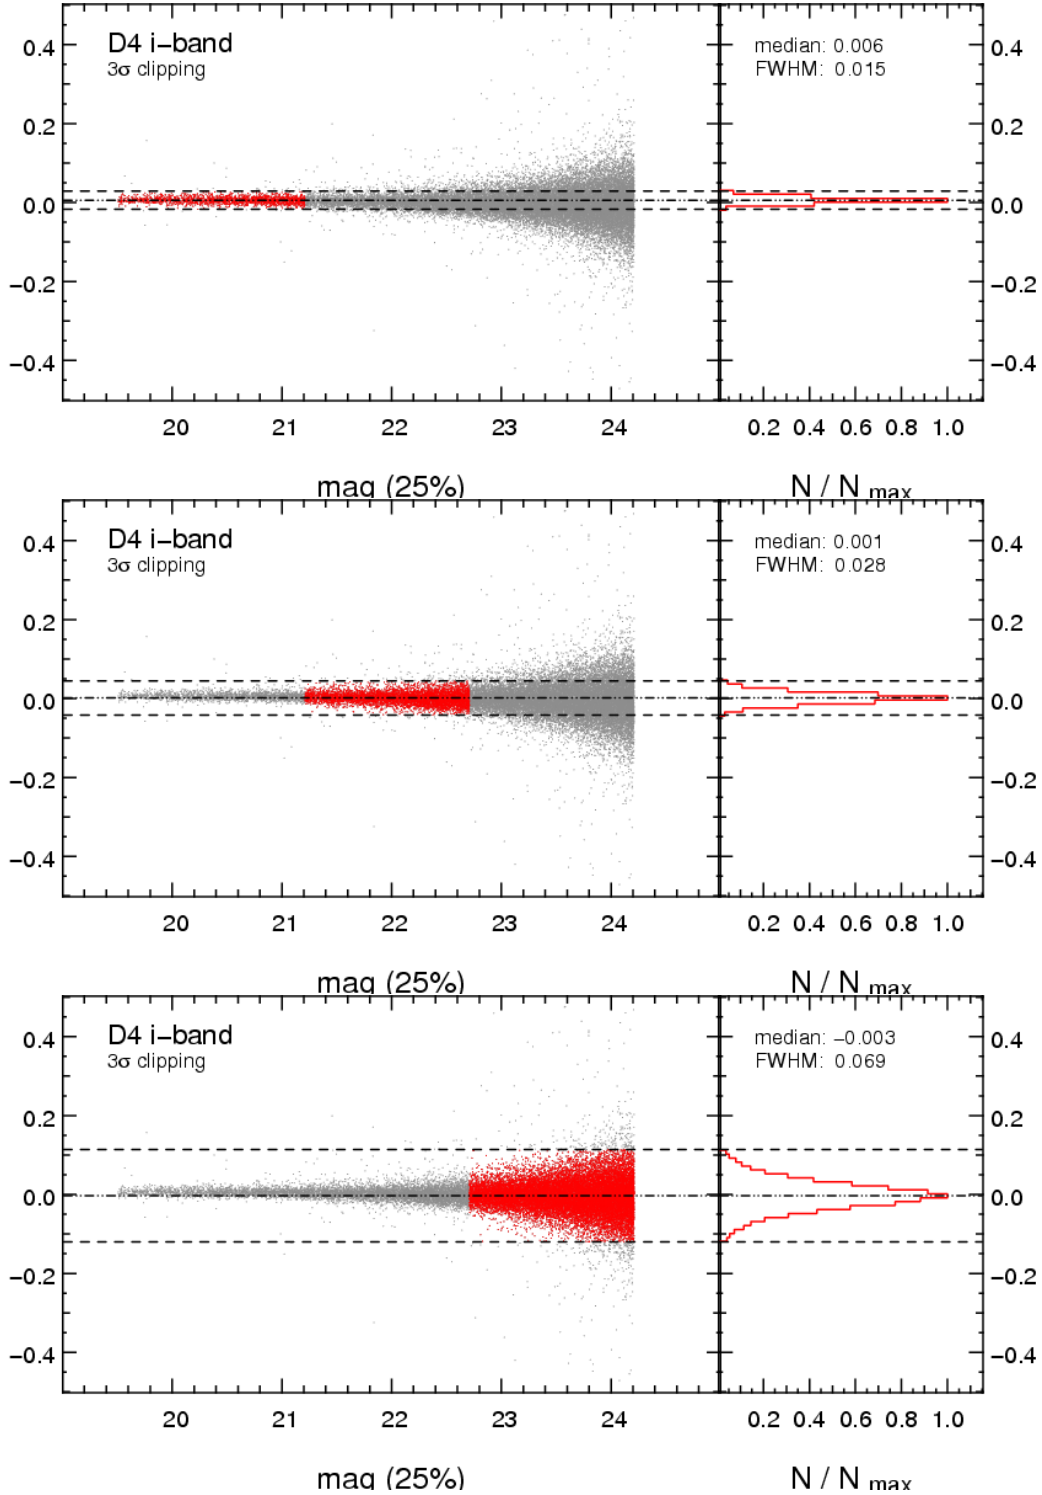 D4 i-band
3σ clipping
median: 0.006
FWHM: 0.015
0.4 0.4
0.2 0.2
0.0 0.0
-0.2 -0.2
-0.4 -0.4
20 21 22 23 24 0.2 0.4 0.6 0.8 1.0
mag (25%) N / N max
D4 i-band
3σ clipping
median: 0.001
FWHM: 0.028
0.4 0.4
0.2 0.2
0.0 0.0
-0.2 -0.2
-0.4 -0.4
20 21 22 23 24 0.2 0.4 0.6 0.8 1.0
mag (25%) N / N max
D4 i-band
3σ clipping
median: -0.003
FWHM: 0.069
0.4 0.4
0.2 0.2
0.0 0.0
-0.2 -0.2
-0.4 -0.4
20 21 22 23 24 0.2 0.4 0.6 0.8 1.0
mag (25%) N / N max